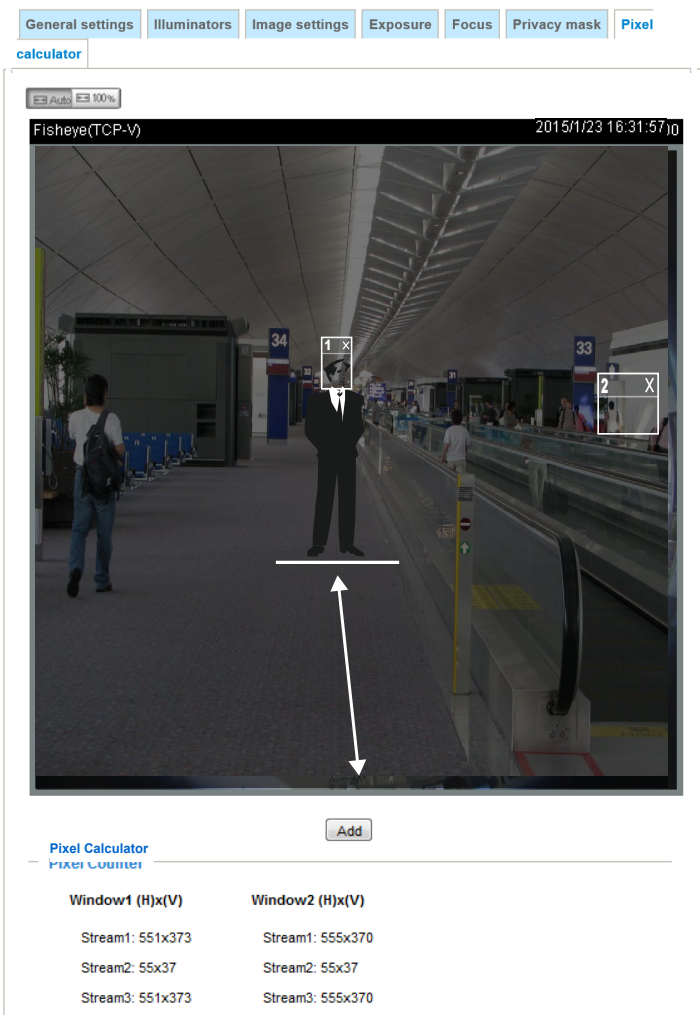 General settings Illuminators Image settings Exposure Focus Privacy mask Pixel
calculator
Auto 100%
Fisheye(TCP-V) 2015/1/23 16:31:57
34
1 X
33
33
31
2 X
Add
Pixel Calculator
Pixel Counter
Window1 (H)x(V) Window2 (H)x(V)
Stream1: 551x373 Stream1: 555x370
Stream2: 55x37 Stream2: 55x37
Stream3: 551x373 Stream3: 555x370